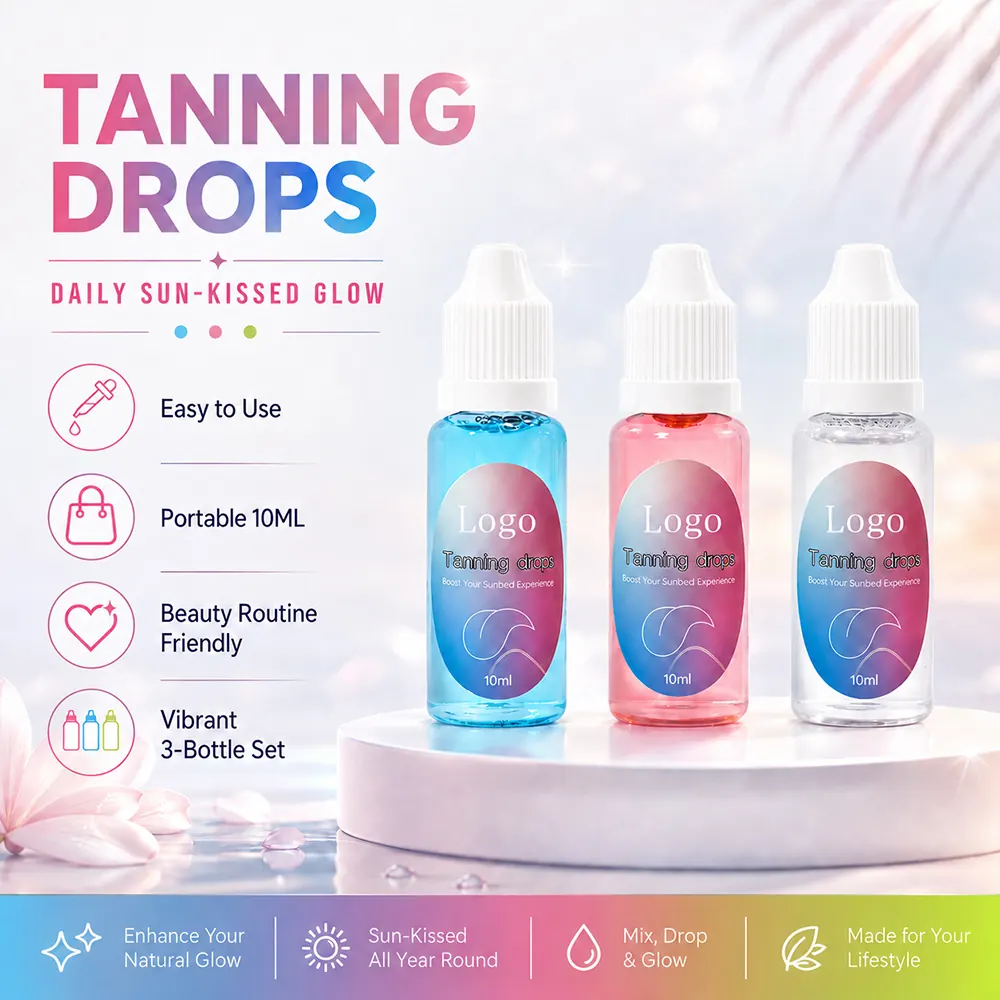 TANNING
DROPS
DAILY SUN-KISSED GLOW
Easy to Use
Portable 10ML
Beauty Routine
Friendly
Vibrant
3-Bottle Set
Logo
Tanning drops
Boost Your Sunbed Experience
10ml
Logo
Tanning drops
Boost Your Sunbed Experience
10ml
Logo
Tanning drops
Boost Your Sunbed Experience
10ml
Enhance Your
Natural Glow
Sun-Kissed
All Year Round
Mix, Drop
& Glow
Made for Your
Lifestyle